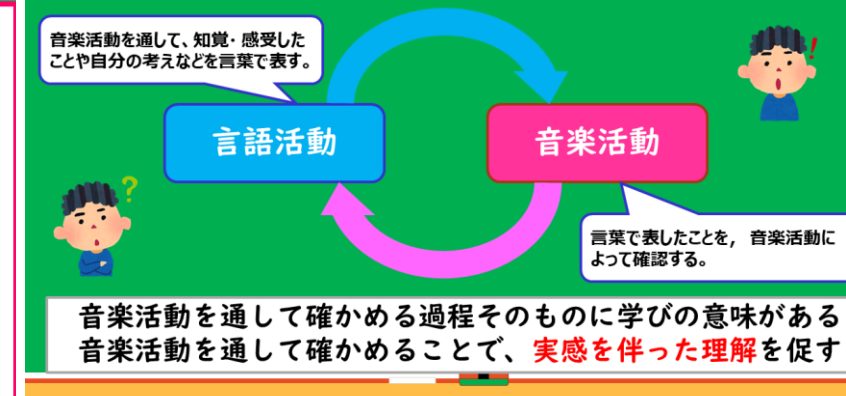 音楽活動を通して、知覚・感受した
ことや自分の考えなどを言葉で表す。
言語活動
音楽活動
言葉で表したことを， 音楽活動に
よって確認する。
音楽活動を通して確かめる過程そのものに学びの意味がある
音楽活動を通して確かめることで、実感を伴った理解を促す